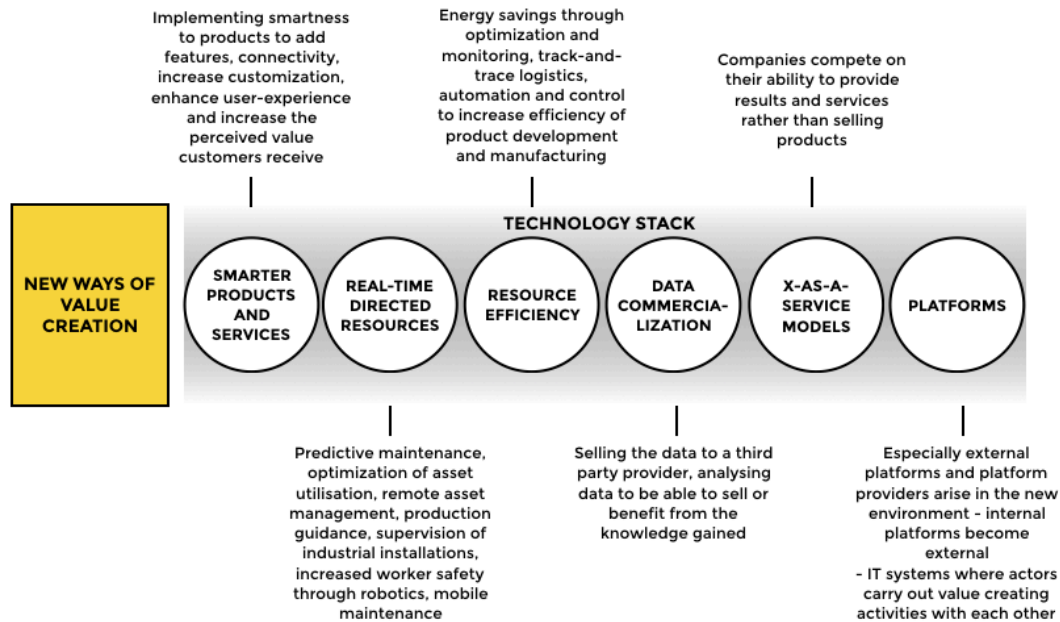 Implementing smartness
to products to add
features, connectivity,
increase customization,
enhance user-experience
and increase the
perceived value
customers receive
Energy savings through
optimization and
monitoring, track-and-
trace logistics,
automation and control
to increase efficiency of
product development
and manufacturing
Companies compete on
their ability to provide
results and services
rather than selling
products
NEW WAYS OF
VALUE
CREATION
TECHNOLOGY STACK
SMARTER
PRODUCTS
AND
SERVICES
REAL-TIME
DIRECTED
RESOURCES
RESOURCE
EFFICIENCY
DATA
COMMERCIA-
LIZATION
X-AS-A-
SERVICE
MODELS
PLATFORMS
Predictive maintenance,
optimization of asset
utilisation, remote asset
management, production
guidance, supervision of
industrial installations,
increased worker safety
through robotics, mobile
maintenance
Selling the data to a third
party provider, analysing
data to be able to sell or
benefit from the
knowledge gained
Especially external
platforms and platform
providers arise in the new
environment - internal
platforms become
external
- IT systems where actors
carry out value creating
activities with each other